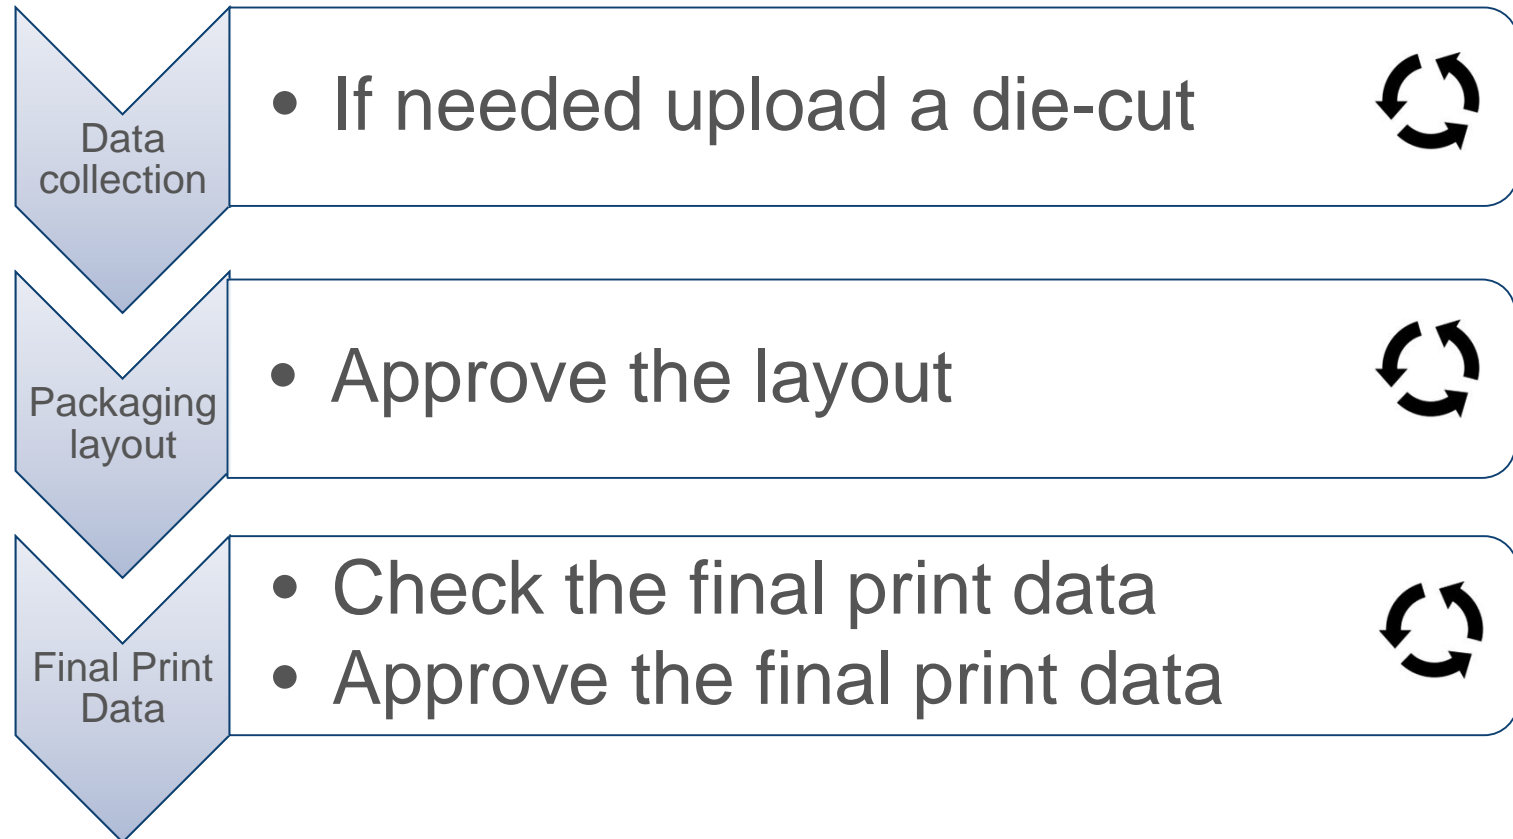 Data
collection
• If needed upload a die-cut
Packaging
layout
• Approve the layout
Final Print
Data
• Check the final print data
• Approve the final print data